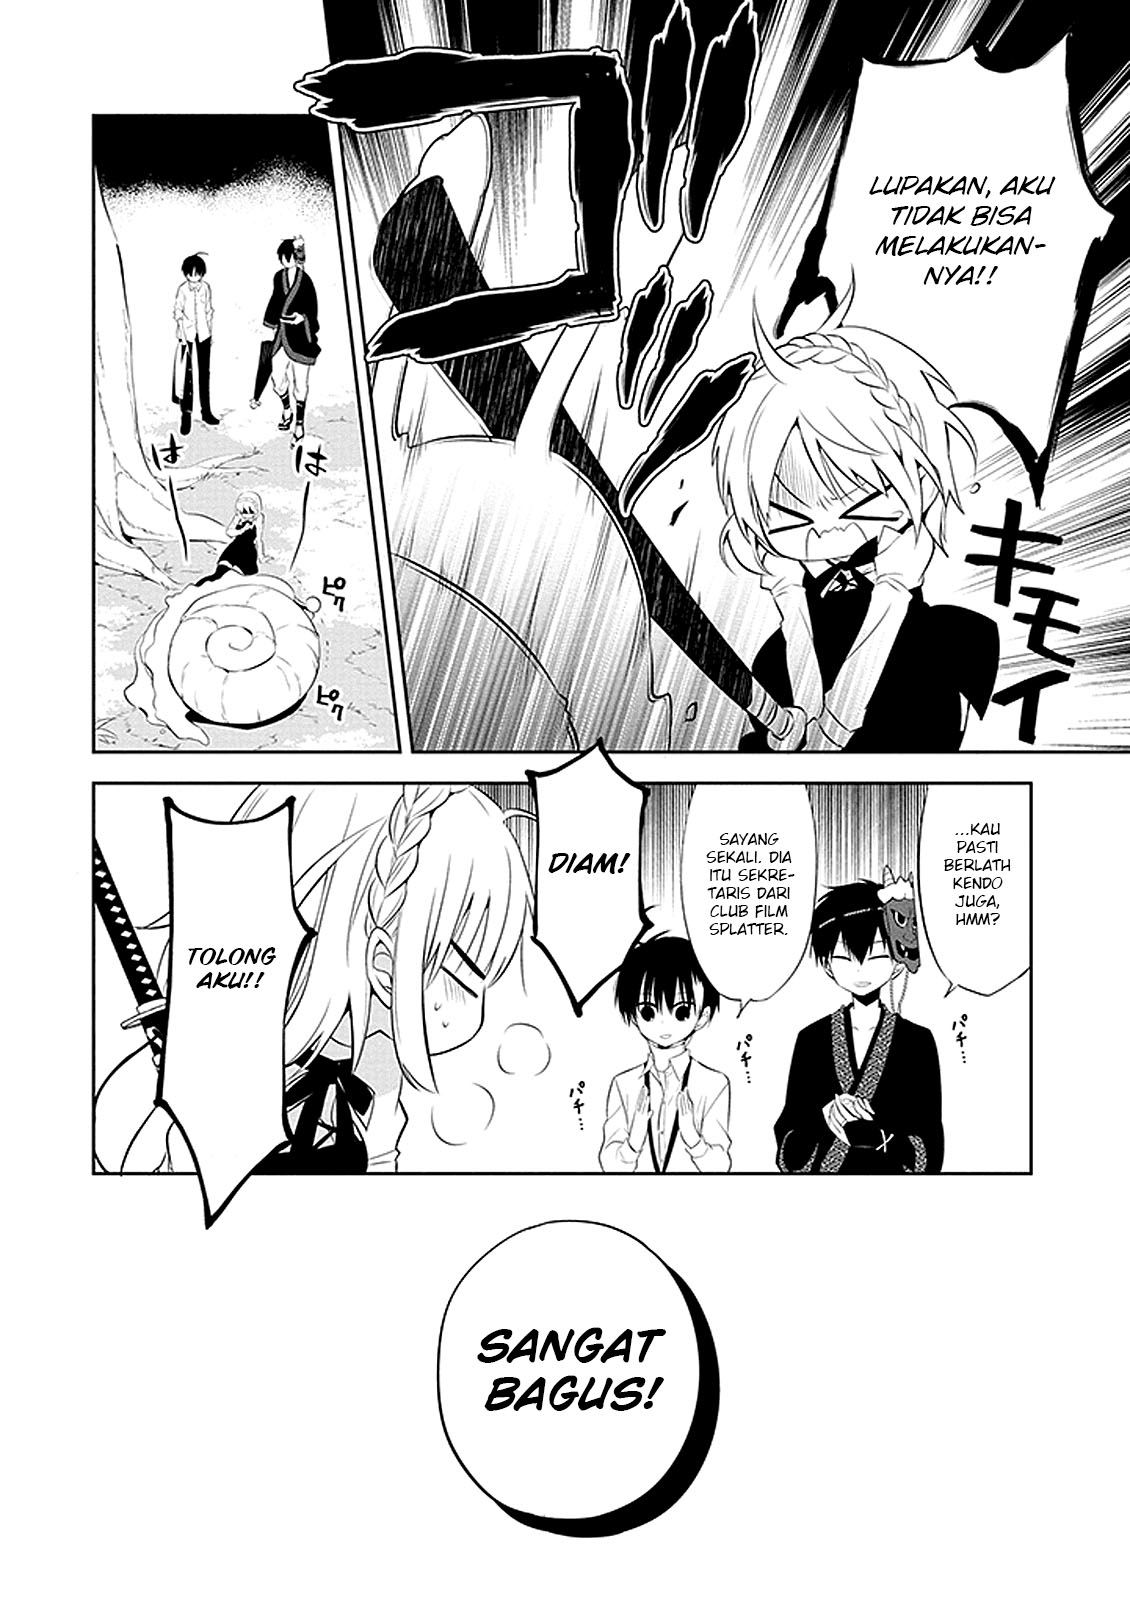 LUPAKAN, AKU
TIDAK BISA
MELAKUKAN-
NYA!!
キモイ
は
は
ピク
ピク
...KAU
PASTI
BERLATH
KENDO
JUGA,
HMM?
SAYANG
SEKALI. DIA
ITU SEKRE-
TARIS DARI
CLUB FILM
SPLATTER.
パチ...
パチ...
パチ...
DIAM!
TOLONG
AKU!!
SANGAT
BAGUS!